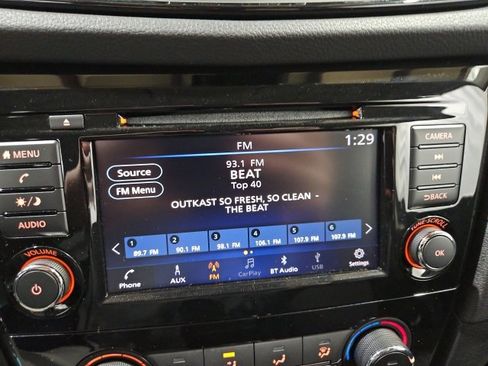 FM
1:29
CAMERA
MENU
Source
93.1 FM
BEAT
FM Menu
Top 40
BACK
OUTKAST SO FRESH, SO CLEAN -
THE BEAT
AUDIO
VOLUME
TUNE·SCROLL
1 2 3 4 5 6
89.7 FM 90.1 FM 98.1 FM 106.1 FM 107.9 FM 107.9 FM
OK
Phone AUX FM CarPlay BT Audio USB Settings